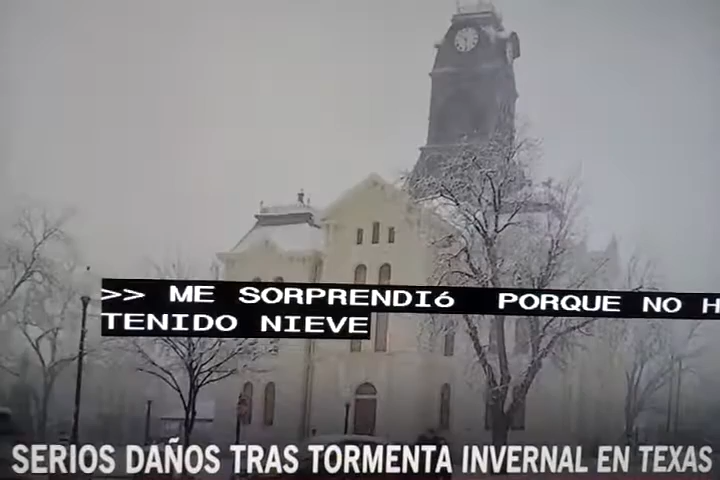 >> ME SORPRENDIó PORQUE NO
TENIDO NIEVE
SERIOS DAÑOS TRAS TORMENTA INVERNAL EN TEXAS